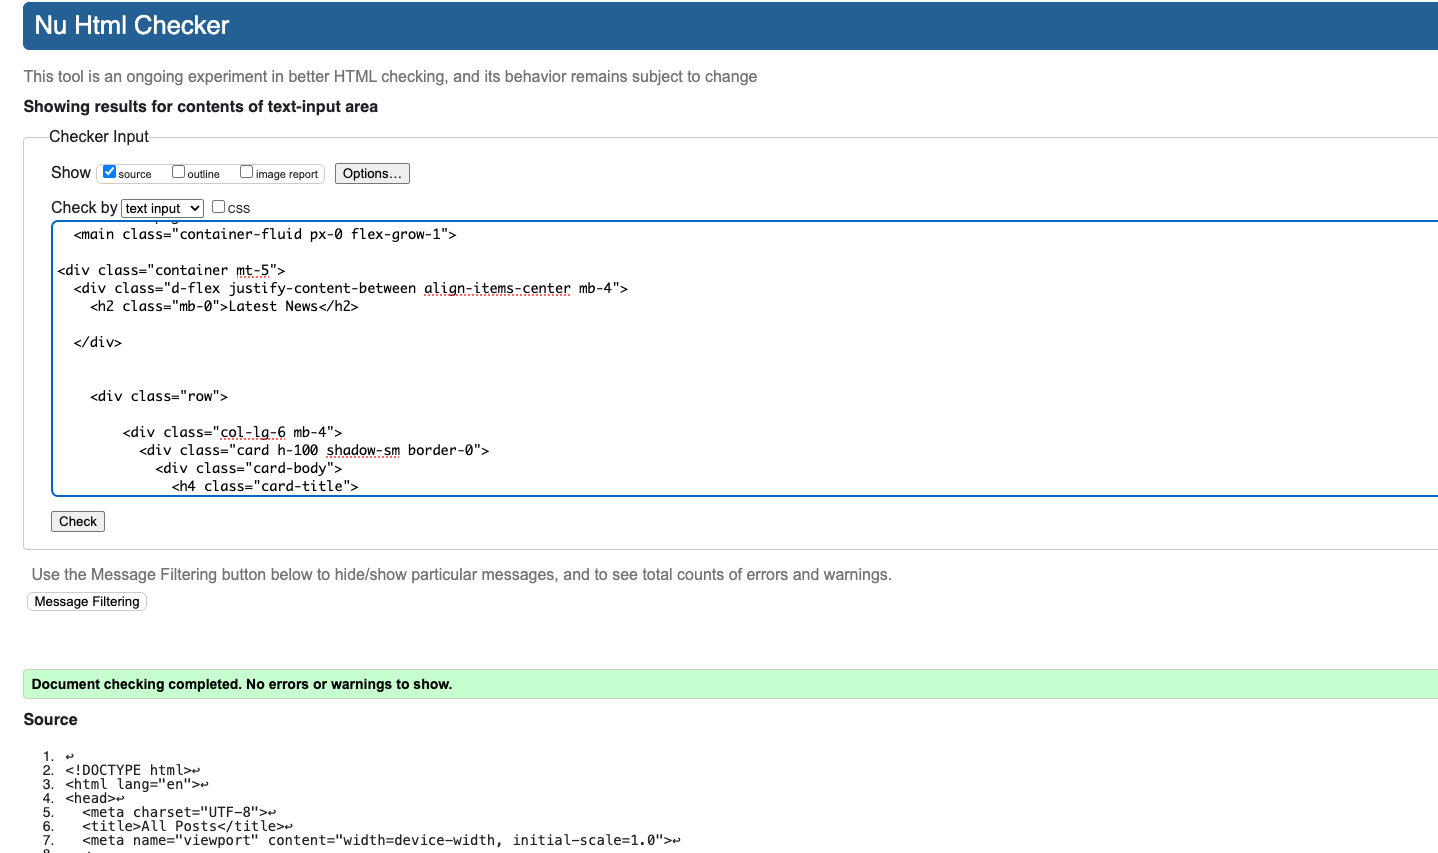 Nu Html Checker
This tool is an ongoing experiment in better HTML checking, and its behavior remains subject to change
Showing results for contents of text-input area
Checker Input
Show source outline image report Options...
Check by text input css
<main class="container-fluid px-0 flex-grow-1">
<div class="container mt-5">
<div class="d-flex justify-content-between align-items-center mb-4">
<h2 class="mb-0">Latest News</h2>
</div>
<div class="row">
<div class="col-lg-6 mb-4">
<div class="card h-100 shadow-sm border-0">
<div class="card-body">
<h4 class="card-title">
Check
Use the Message Filtering button below to hide/show particular messages, and to see total counts of errors and warnings.
Message Filtering
Document checking completed. No errors or warnings to show.
Source
1. ↩
2. <!DOCTYPE html>↩
3. <html lang="en">↩
4. <head>↩
5. <meta charset="UTF-8">↩
6. <title>All Posts</title>↩
7. <meta name="viewport" content="width=device-width, initial-scale=1.0">↩